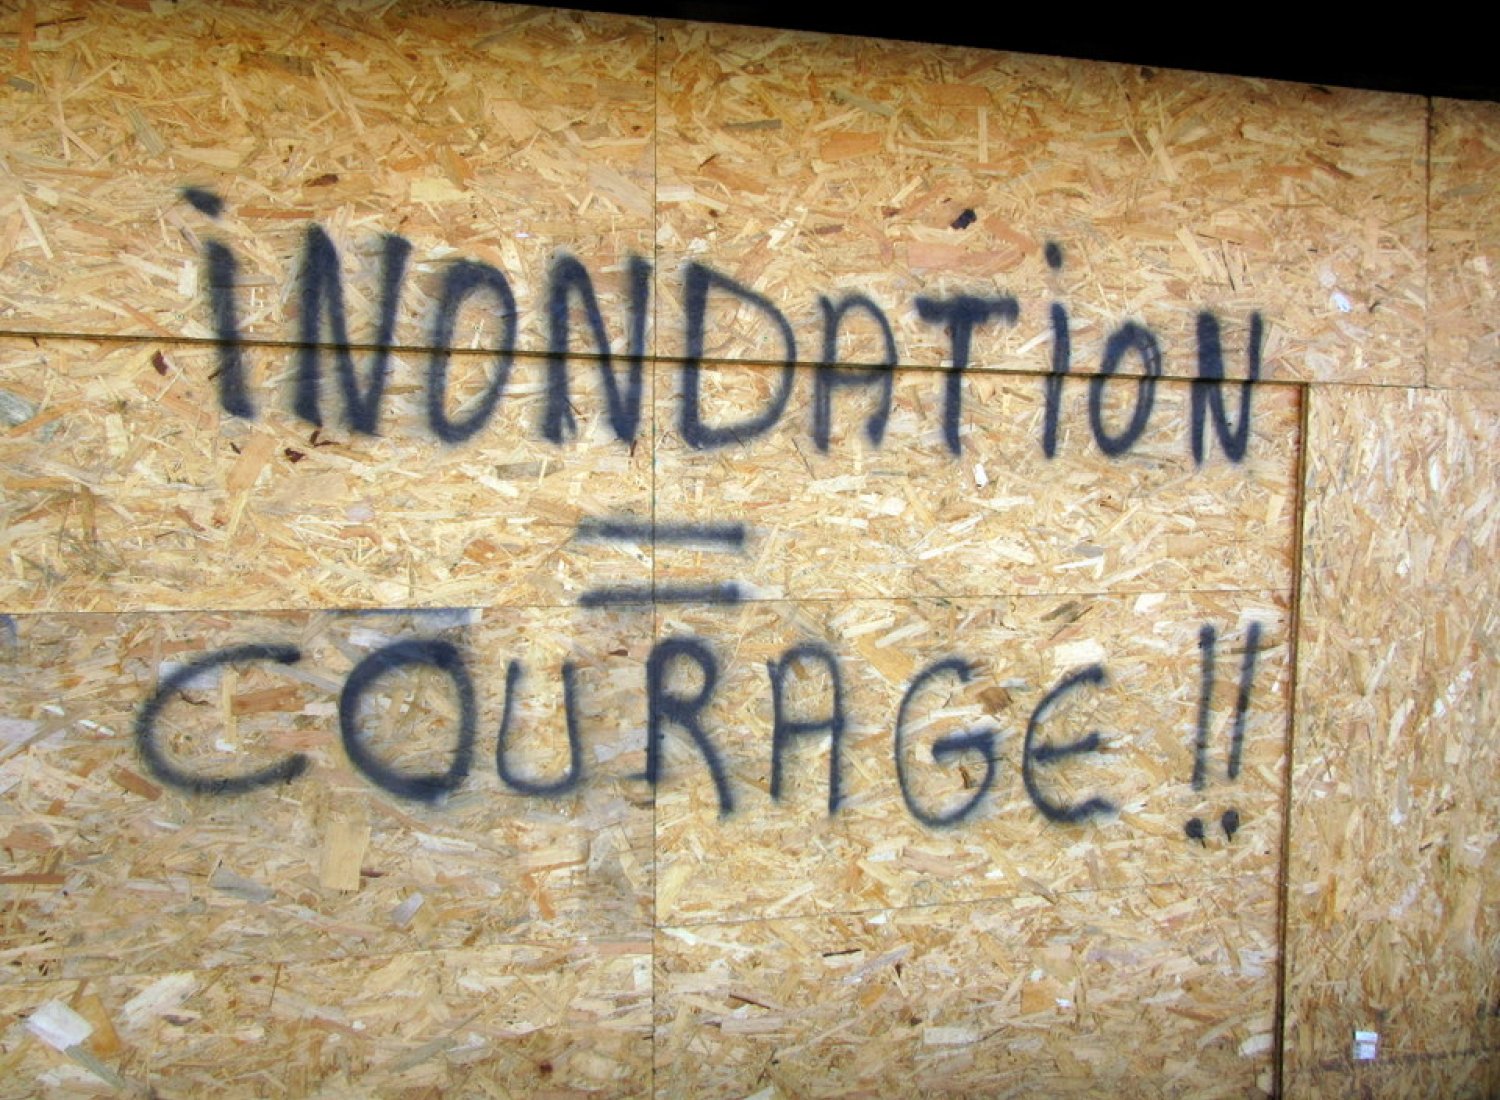 iNONDATiON
=
COURAGE !!